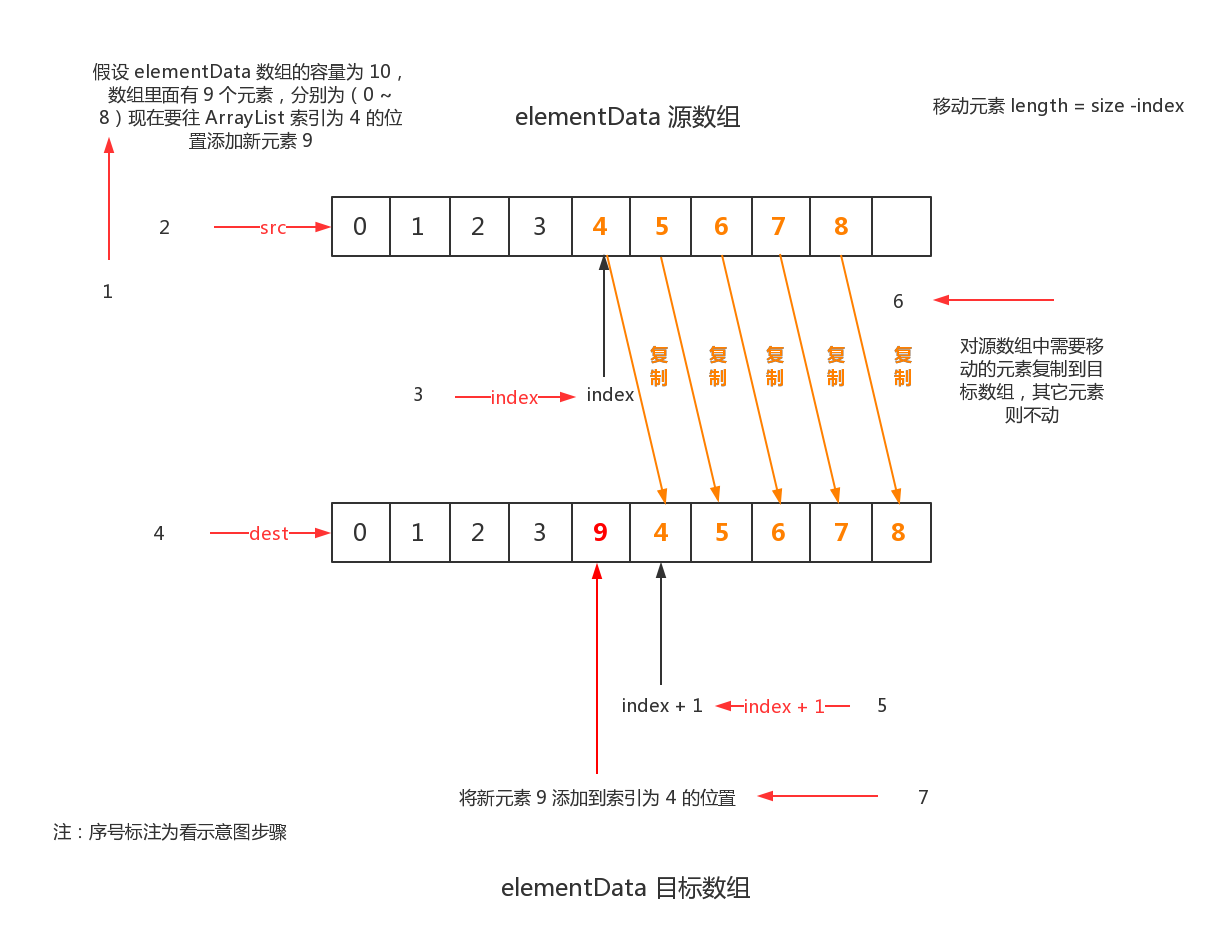 假设 elementData 数组的容量为 10，
数组里面有 9 个元素，分别为（ 0 ~
8 ）现在要往 ArrayList 索引为 4 的位
置添加新元素 9
elementData 源数组
移动元素 length = size -index
2
src
0 1 2 3 4 5 6 7 8
1
6
复制 复制 复制 复制 复制
对源数组中需要移
动的元素复制到目
标数组，其它元素
则不动
3
index
index
4
dest
0 1 2 3 9 4 5 6 7 8
index + 1
index + 1
5
将新元素 9 添加到索引为 4 的位置
7
注：序号标注为看示意图步骤
elementData 目标数组